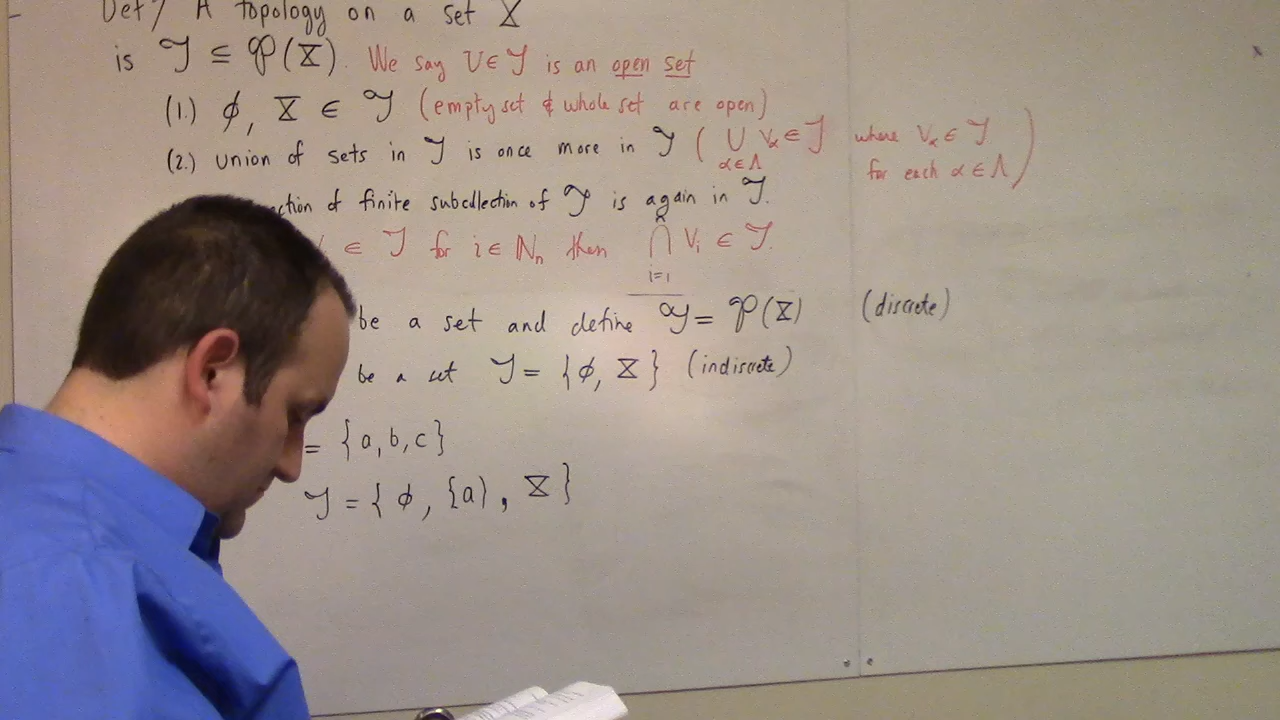 Def/ A topology on a set X
is 𝒯 ⊆ 𝒫(X). We say U ∈ 𝒯 is an open set
(1.) ϕ, X ∈ 𝒯 (empty set & whole set are open)
(2.) union of sets in 𝒯 is once more in 𝒯 ( ⋃_{α∈Λ} V_α ∈ 𝒯 where V_α ∈ 𝒯 for each α ∈ Λ )
ction of finite subcollection of 𝒯 is again in 𝒯.
∈ 𝒯 for i ∈ ℕ_n then ⋂_{i=1}^{n} V_i ∈ 𝒯.
be a set and define 𝒯 = 𝒫(X) (discrete)
be a set 𝒯 = {ϕ, X} (indiscrete)
= {a, b, c}
𝒯 = {ϕ, {a}, X}